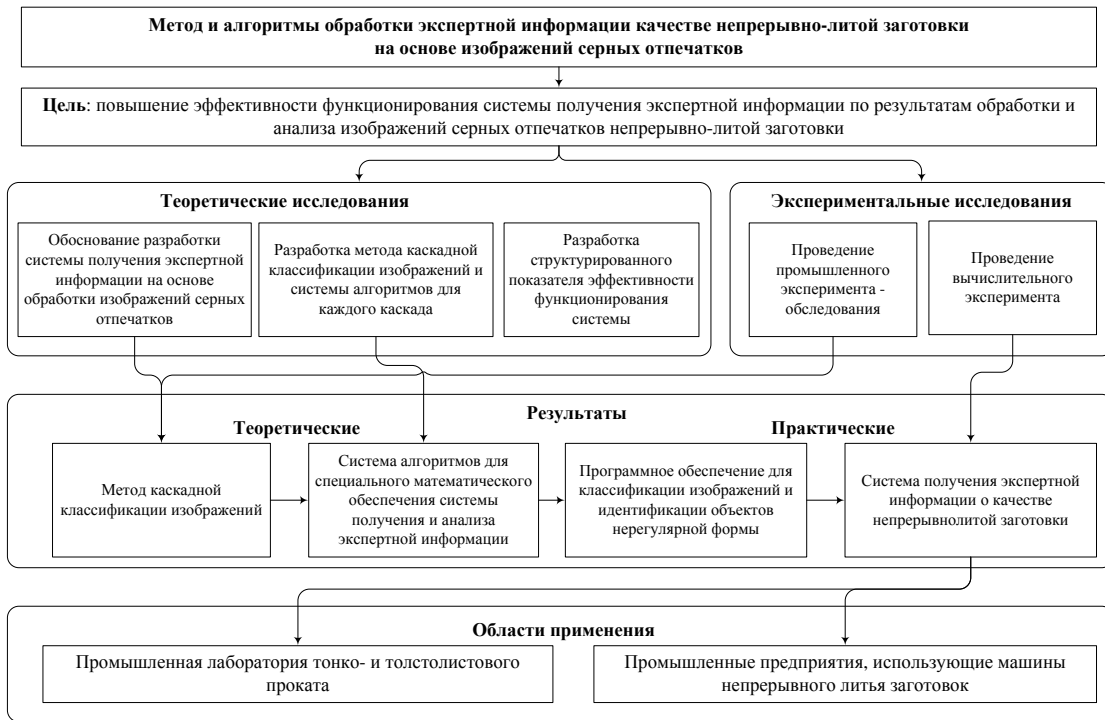 Метод и алгоритмы обработки экспертной информации качестве непрерывно-литой заготовки
на основе изображений серных отпечатков
Цель: повышение эффективности функционирования системы получения экспертной информации по результатам обработки и
анализа изображений серных отпечатков непрерывно-литой заготовки
Теоретические исследования
Обоснование разработки
системы получения экспертной
информации на основе
обработки изображений серных
отпечатков
Разработка метода каскадной
классификации изображений и
системы алгоритмов для
каждого каскада
Разработка
структурированного
показателя эффективности
функционирования
системы
Экспериментальные исследования
Проведение
промышленного
эксперимента -
обследования
Проведение
вычислительного
эксперимента
Результаты
Теоретические
Практические
Метод каскадной
классификации изображений
Система алгоритмов для
специального математического
обеспечения системы
получения и анализа
экспертной информации
Программное обеспечение для
классификации изображений и
идентификации объектов
нерегулярной формы
Система получения экспертной
информации о качестве
непрерывнолитой заготовки
Области применения
Промышленная лаборатория тонко- и толстолистового
проката
Промышленные предприятия, использующие машины
непрерывного литья заготовок